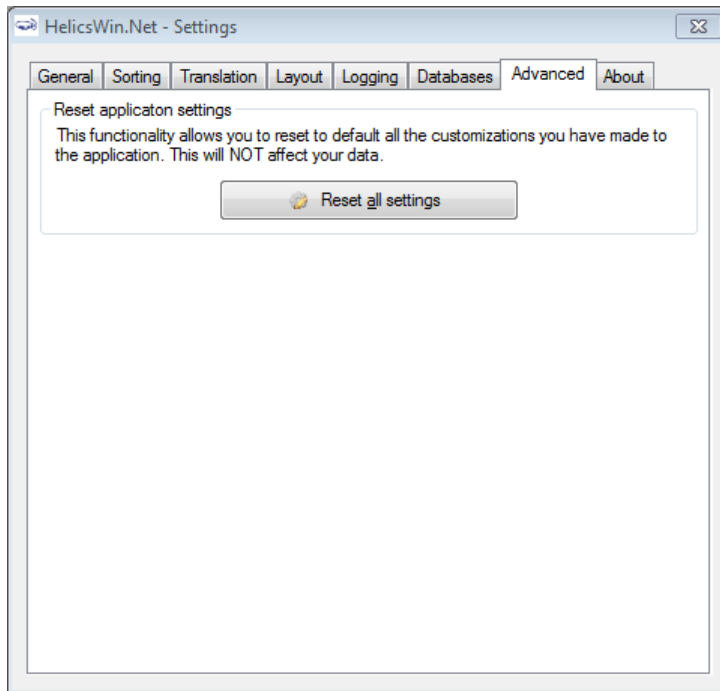 HelicsWin.Net - Settings
General Sorting Translation Layout Logging Databases Advanced About
Reset applicaton settings
This functionality allows you to reset to default all the customizations you have made to
the application. This will NOT affect your data.
Reset all settings